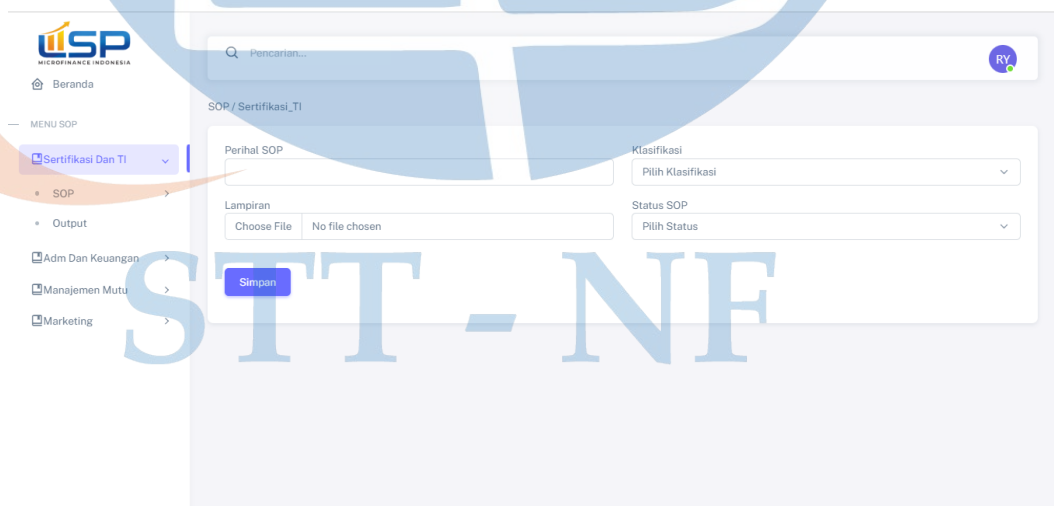 LSP
MICROFINANCE INDONESIA
Beranda
MENU SOP
Sertifikasi Dan TI
SOP
Output
Adm Dan Keuangan
Manajemen Mutu
Marketing
Pencarian...
RY
SOP / Sertifikasi_TI
Perihal SOP
Klasifikasi
Pilih Klasifikasi
Lampiran
Status SOP
Choose File No file chosen
Pilih Status
Simpan
STT - NF